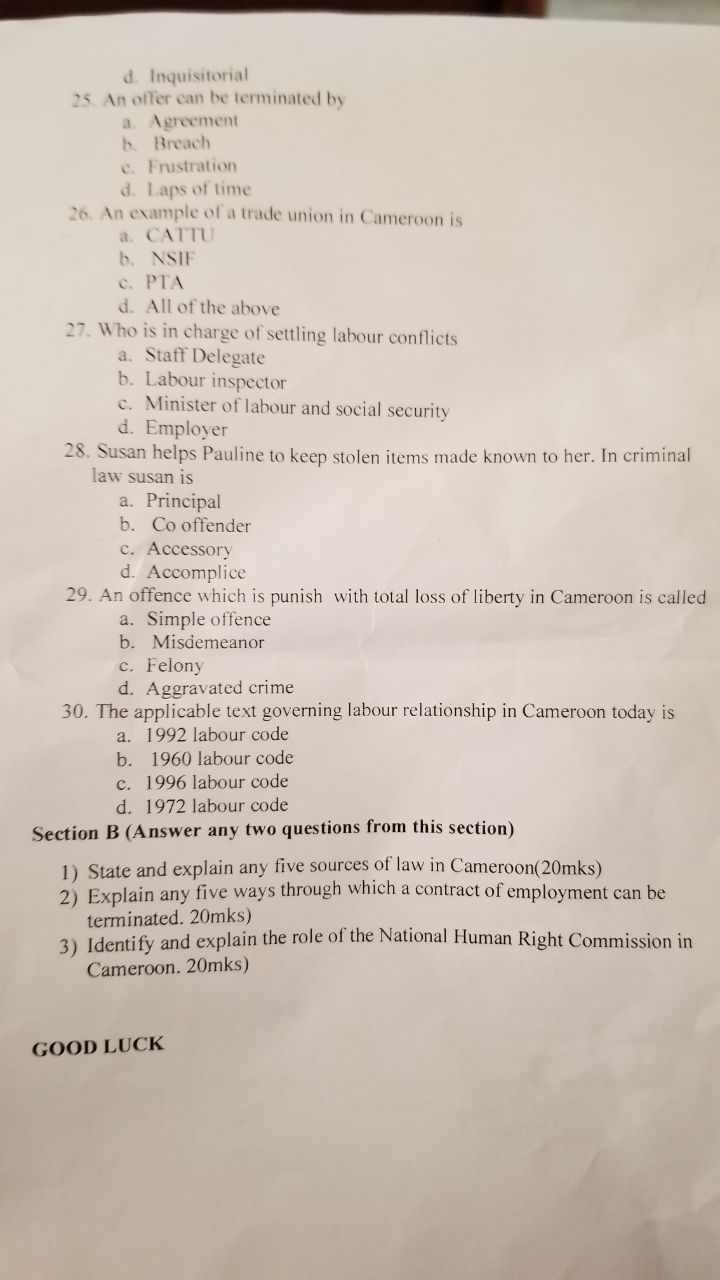 d. Inquisitorial
25. An offer can be terminated by
a. Agreement
b. Breach
c. Frustration
d. Laps of time
26. An example of a trade union in Cameroon is
a. CATTU
b. NSIF
c. PTA
d. All of the above
27. Who is in charge of settling labour conflicts
a. Staff Delegate
b. Labour inspector
c. Minister of labour and social security
d. Employer
28. Susan helps Pauline to keep stolen items made known to her. In criminal
law susan is
a. Principal
b. Co offender
c. Accessory
d. Accomplice
29. An offence which is punish with total loss of liberty in Cameroon is called
a. Simple offence
b. Misdemeanor
c. Felony
d. Aggravated crime
30. The applicable text governing labour relationship in Cameroon today is
a. 1992 labour code
b. 1960 labour code
c. 1996 labour code
d. 1972 labour code
Section B (Answer any two questions from this section)
1) State and explain any five sources of law in Cameroon(20mks)
2) Explain any five ways through which a contract of employment can be
terminated. 20mks)
3) Identify and explain the role of the National Human Right Commission in
Cameroon. 20mks)
GOOD LUCK